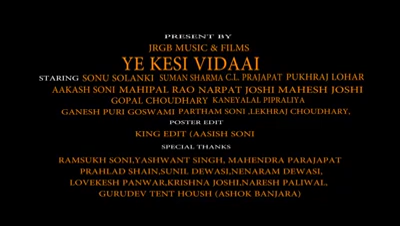 PRESENT BY
JRGB MUSIC & FILMS
YE KESI VIDAAI
STARING SONU SOLANKI SUMAN SHARMA C.L. PRAJAPAT PUKHRAJ LOHAR
AAKASH SONI MAHIPAL RAO NARPAT JOSHI MAHESH JOSHI
GOPAL CHOUDHARY KANEYALAL PIPRALIYA
GANESH PURI GOSWAMI PARTHAM SONI ,LEKHRAJ CHOUDHARY,
POSTER EDIT
KING EDIT (AASISH SONI
SPECIAL THANKS
RAMSUKH SONI,YASHWANT SINGH, MAHENDRA PARAJAPAT
PRAHLAD SHAIN,SUNIL DEWASI,NENARAM DEWASI,
LOVEKESH PANWAR,KRISHNA JOSHI,NARESH PALIWAL,
GURUDEV TENT HOUSH (ASHOK BANJARA)